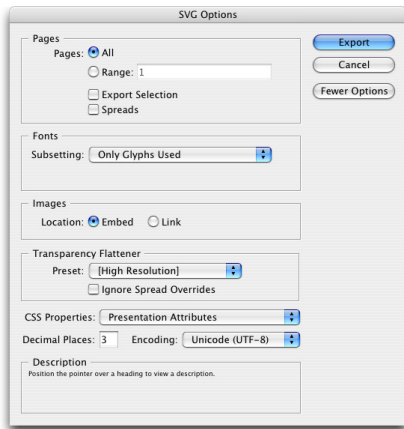 SVG Options
Pages
Pages: All
Range: 1
Export Selection
Spreads
Export
Cancel
Fewer Options
Fonts
Subsetting: Only Glyphs Used
Images
Location: Embed Link
Transparency Flattener
Preset: [High Resolution]
Ignore Spread Overrides
CSS Properties: Presentation Attributes
Decimal Places: 3 Encoding: Unicode (UTF-8)
Description
Position the pointer over a heading to view a description.